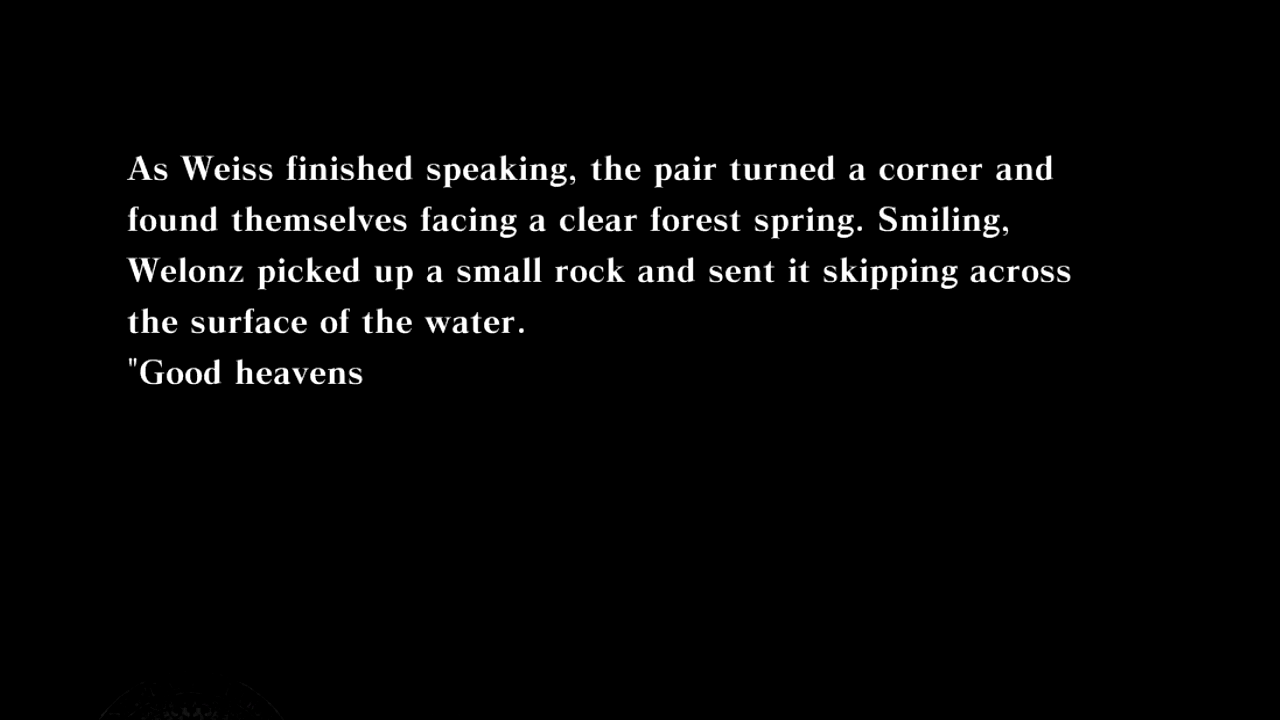 As Weiss finished speaking, the pair turned a corner and
found themselves facing a clear forest spring. Smiling,
Welonz picked up a small rock and sent it skipping across
the surface of the water.
"Good heavens